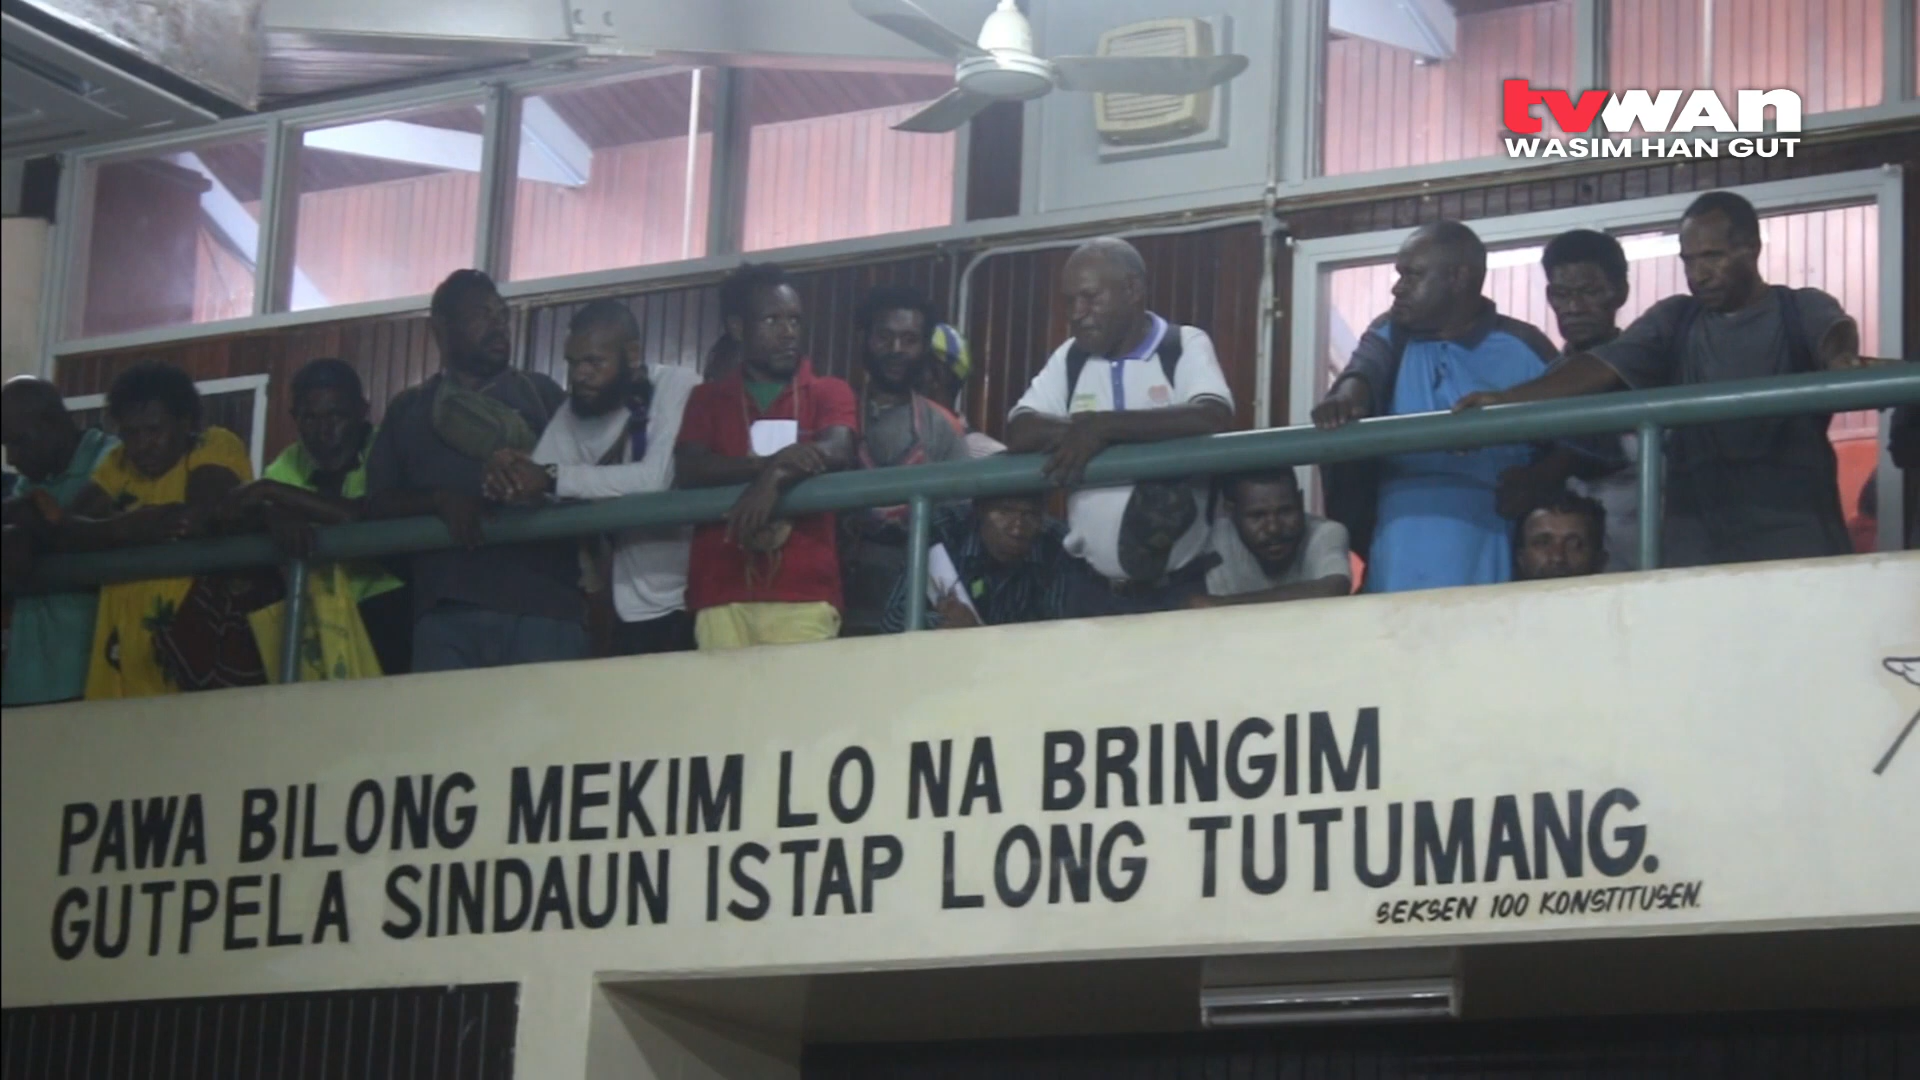 tvwan
WASIM HAN GUT
PAWA BILONG MEKIM LO NA BRINGIM
GUTPELA SINDAUN ISTAP LONG TUTUMANG.
SEKSEN 100 KONSTITUSEN.